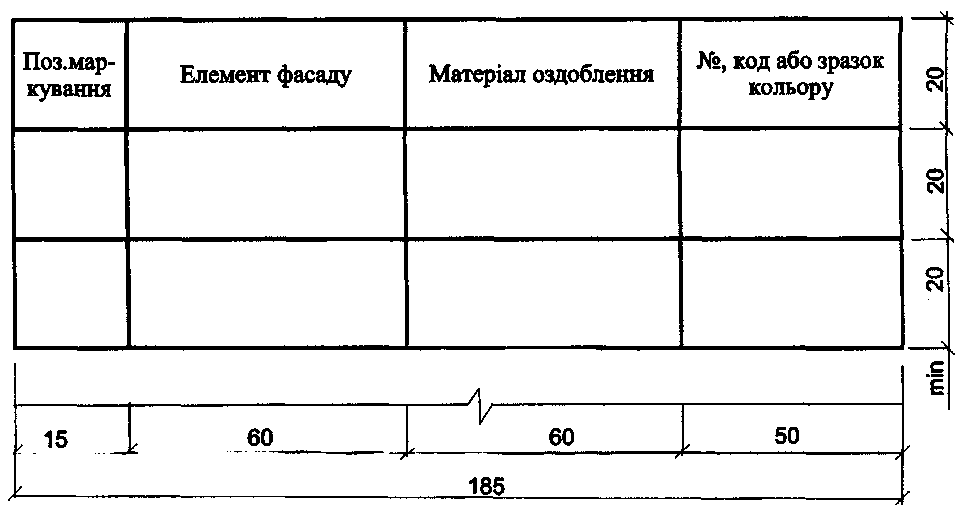 Поз.мар-
кування
Елемент фасаду
Матеріал оздоблення
№, код або зразок
кольору
20
20
20
min
15
60
60
50
185